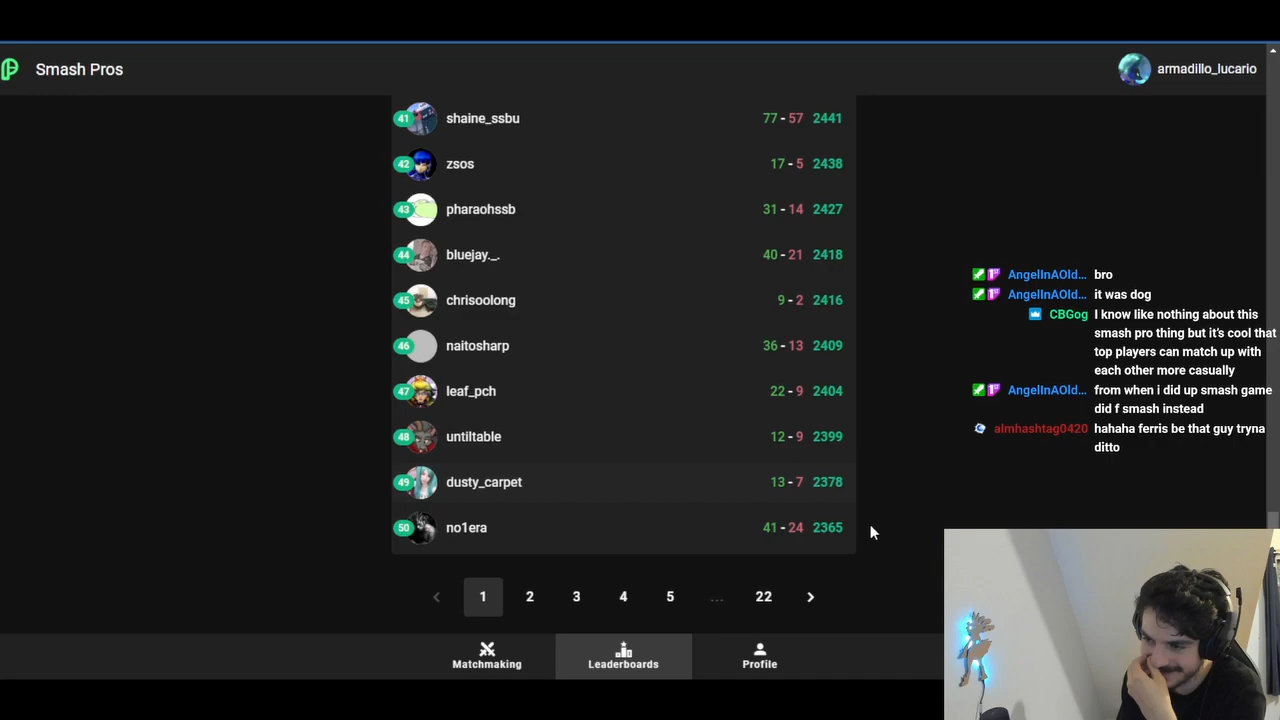 Smash Pros
armadillo_lucario
41 shaine_ssbu 77 - 57 2441
42 zsos 17 - 5 2438
43 pharaohssb 31 - 14 2427
44 bluejay._. 40 - 21 2418
45 chrisoolong 9 - 2 2416
46 naitosharp 36 - 13 2409
47 leaf_pch 22 - 9 2404
48 untiltable 12 - 9 2399
49 dusty_carpet 13 - 7 2378
50 no1era 41 - 24 2365
‹ 1 2 3 4 5 ... 22 ›
Matchmaking Leaderboards Profile
AngelInAOld... bro
AngelInAOld... it was dog
CBGog I know like nothing about this
smash pro thing but it's cool that
top players can match up with
each other more casually
AngelInAOld... from when i did up smash game
did f smash instead
almhashtag0420 hahaha ferris be that guy tryna
ditto